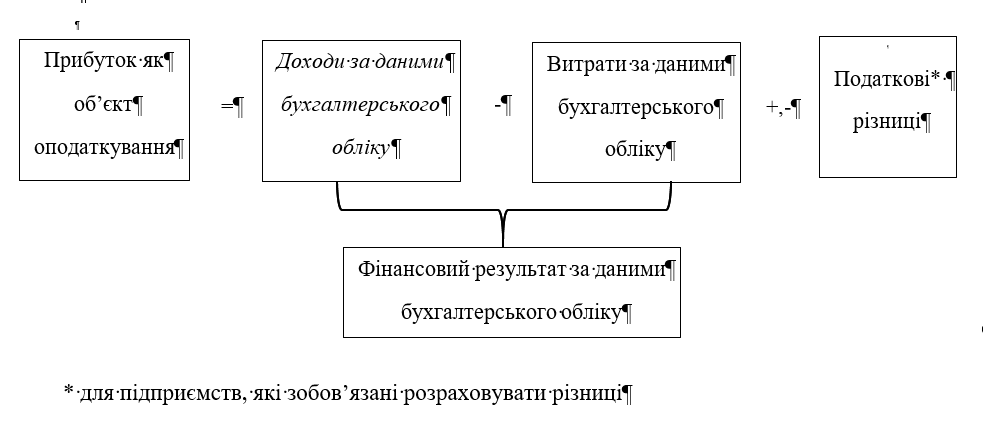 Прибуток як
об’єкт
оподаткування
=
Доходи за даними
бухгалтерського
обліку
-
Витрати за даними
бухгалтерського
обліку
+,-
Податкові*
різниці
Фінансовий результат за даними
бухгалтерського обліку
* для підприємств, які зобов’язані розраховувати різниці